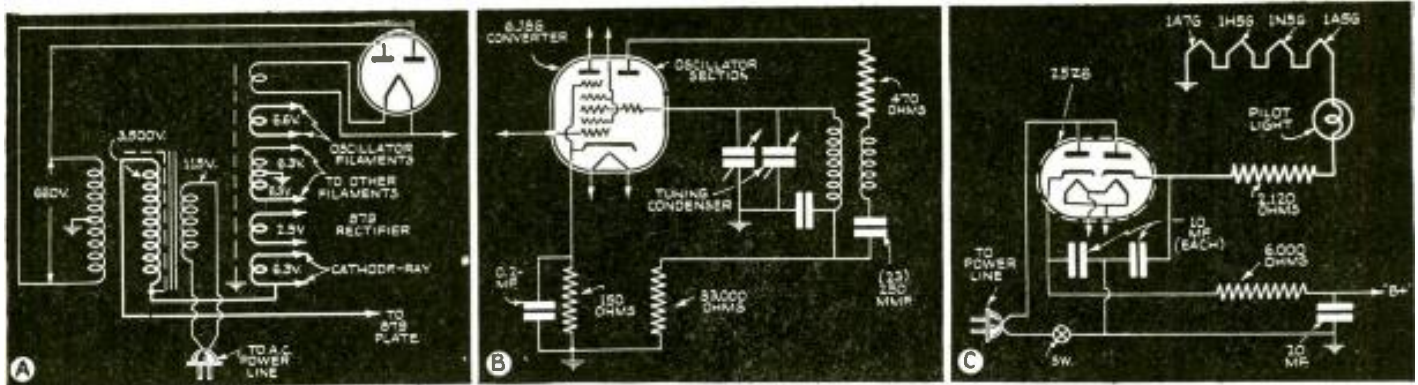 3,500V.
115V.
660V.
6.6V.
OSCILLATOR
FILAMENTS
6.3V.
TO OTHER
FILAMENTS
6.3V.
879
RECTIFIER
2.5V
CATHODE-RAY
6.3V.
TO
879
PLATE
TO A.C.
POWER
LINE
A
6J8G
CONVERTER
OSCILLATOR
SECTION
470
OHMS
TUNING
CONDENSER
0.2-
MF.
150
OHMS
33,000
OHMS
250
MMF.
B
1A7G
1H5G
1N5G
1A5G
25Z6
PILOT
LIGHT
2,120
OHMS
10
MF.
(EACH)
TO
POWER
LINE
6,000
OHMS
"B+"
SW.
20
MF.
C